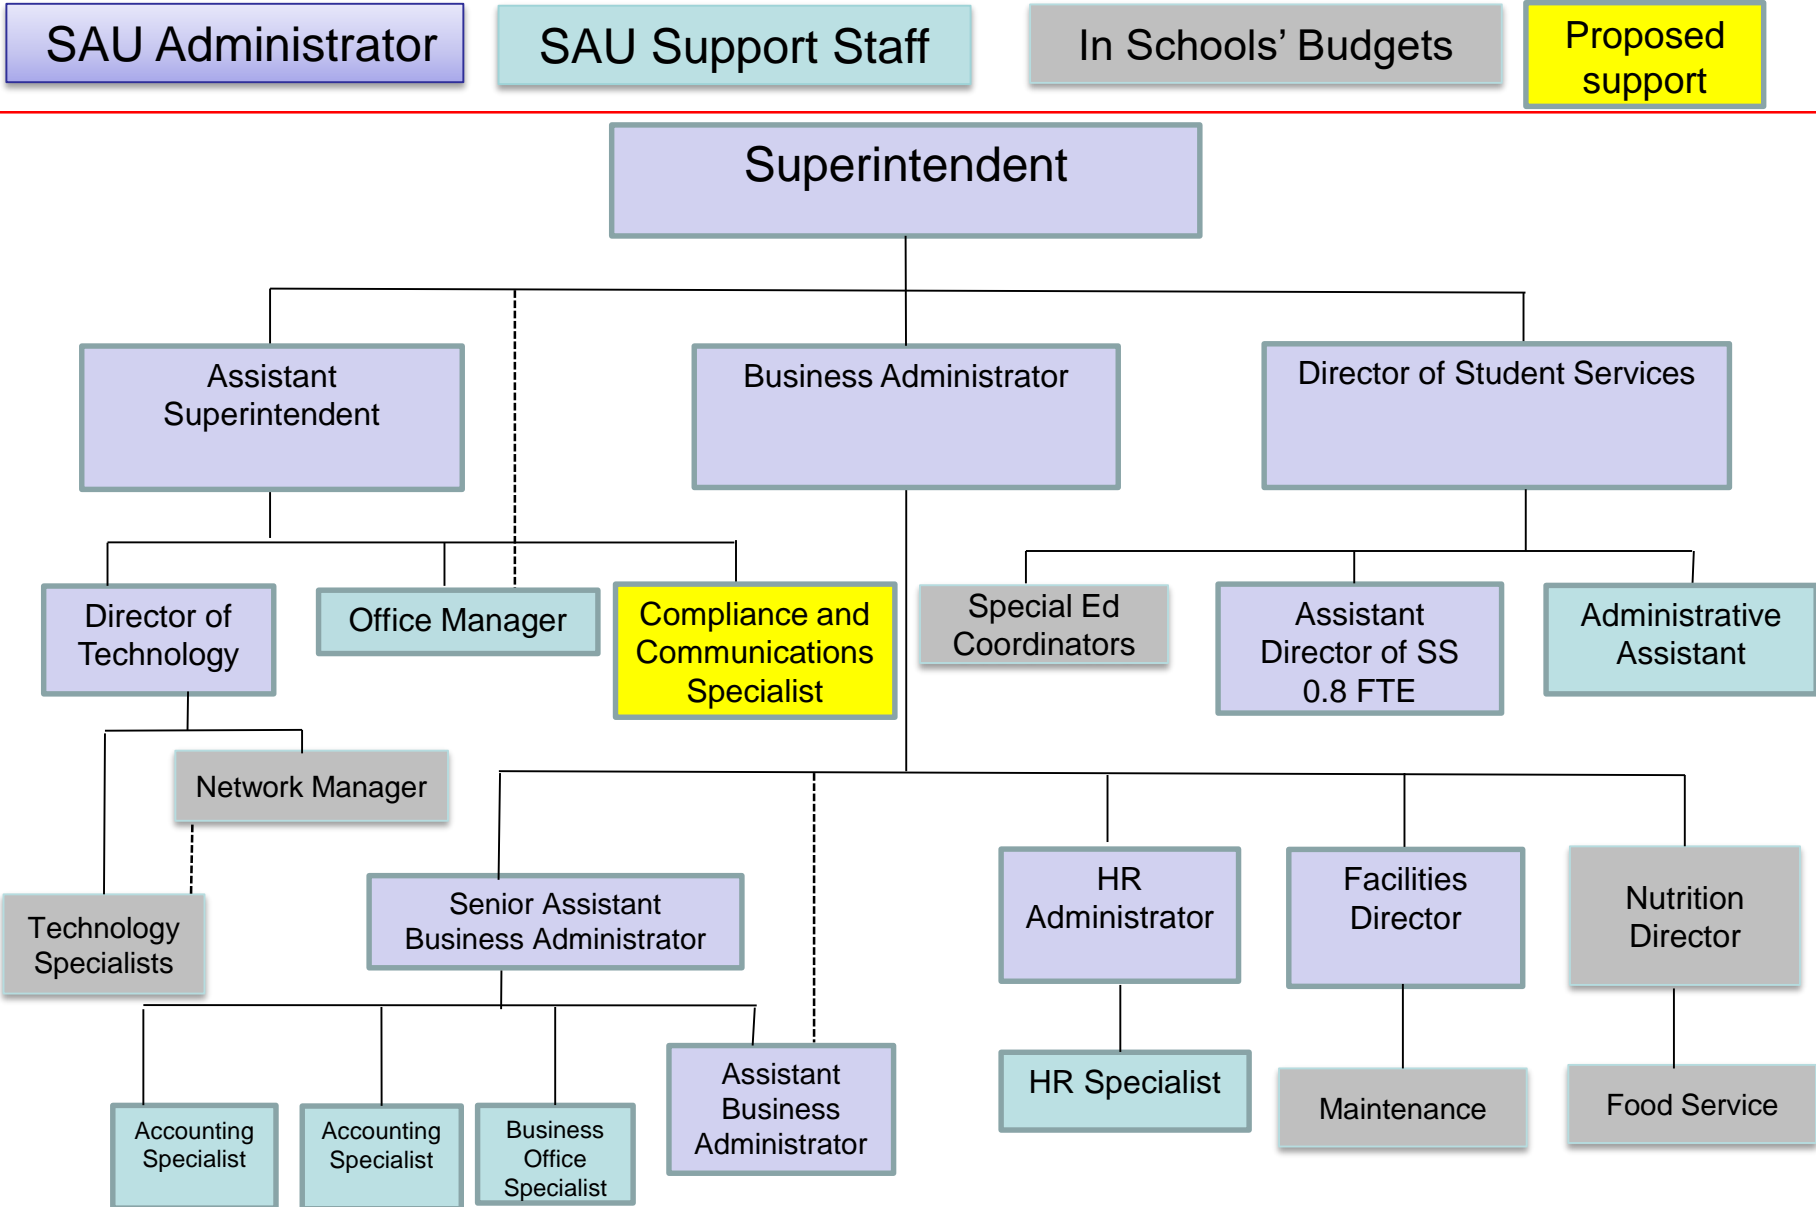 SAU Administrator
SAU Support Staff
In Schools’ Budgets
Proposed
support
Superintendent
Assistant
Superintendent
Business Administrator
Director of Student Services
Director of
Technology
Office Manager
Compliance and
Communications
Specialist
Special Ed
Coordinators
Assistant
Director of SS
0.8 FTE
Administrative
Assistant
Network Manager
Technology
Specialists
Senior Assistant
Business Administrator
HR
Administrator
Facilities
Director
Nutrition
Director
Accounting
Specialist
Accounting
Specialist
Business
Office
Specialist
Assistant
Business
Administrator
HR Specialist
Maintenance
Food Service